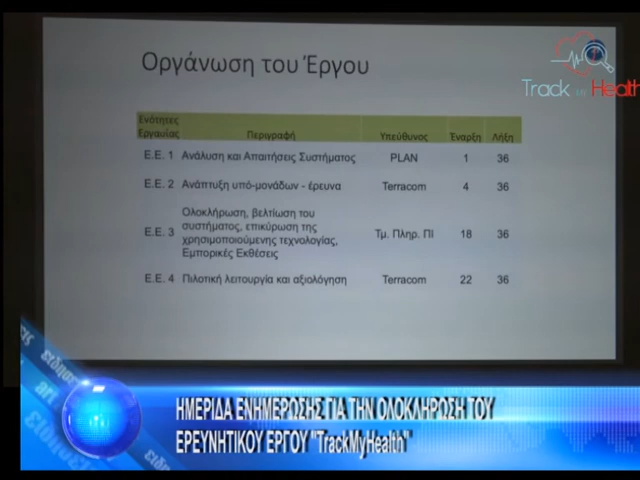 Οργάνωση του Έργου
Track My Health
Ενότητες
Εργασίας Περιγραφή Υπεύθυνος Έναρξη Λήξη
Ε.Ε. 1 Ανάλυση και Απαιτήσεις Συστήματος PLAN 1 36
Ε.Ε. 2 Ανάπτυξη υπό-μονάδων - έρευνα Terracom 4 36
Ολοκλήρωση, βελτίωση του
συστήματος, επικύρωση της
Ε.Ε. 3 χρησιμοποιούμενης τεχνολογίας, Τμ. Πληρ. ΠΙ 18 36
Εμπορικές Εκθέσεις
Ε.Ε. 4 Πιλοτική λειτουργία και αξιολόγηση Terracom 22 36
ΗΜΕΡΙΔΑ ΕΝΗΜΕΡΩΣΗΣ ΓΙΑ ΤΗΝ ΟΛΟΚΛΗΡΩΣΗ ΤΟΥ
ΕΡΕΥΝΗΤΙΚΟΥ ΕΡΓΟΥ "TrackMyHealth"